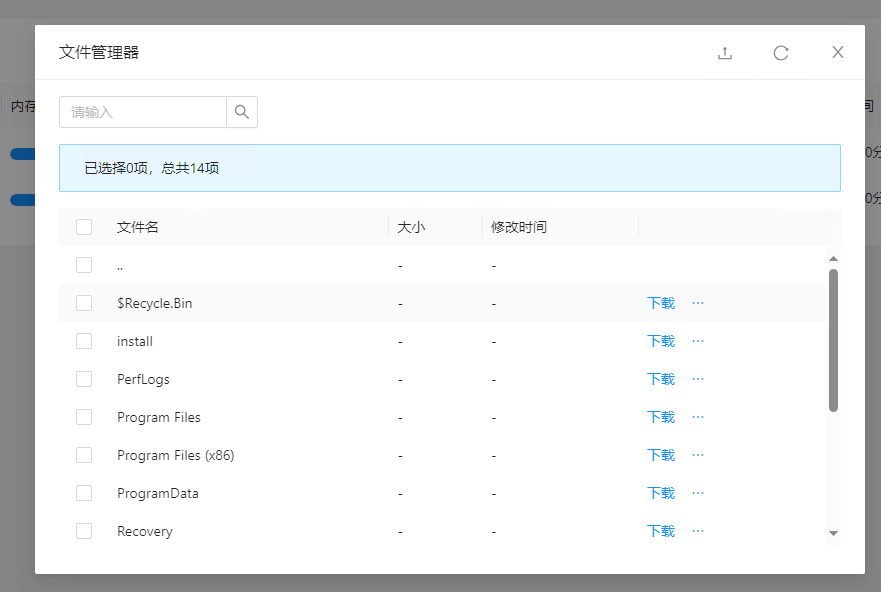 文件管理器
内存
间
请输入
已选择0项，总共14项
0分
0分
文件名 大小 修改时间
.. - -
$Recycle.Bin - - 下载 ···
install - - 下载 ···
PerfLogs - - 下载 ···
Program Files - - 下载 ···
Program Files (x86) - - 下载 ···
ProgramData - - 下载 ···
Recovery - - 下载 ···